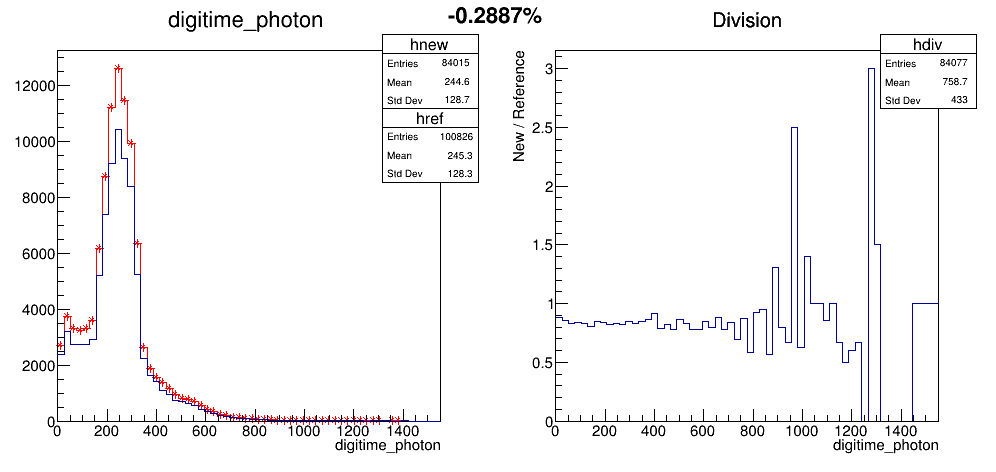 -0.2887%
digitime_photon
hnew
Entries 84015
Mean 244.6
Std Dev 128.7
href
Entries 100826
Mean 245.3
Std Dev 128.3
12000
10000
8000
6000
4000
2000
0
0 200 400 600 800 1000 1200 1400
digitime_photon
Division
hdiv
Entries 84077
Mean 758.7
Std Dev 433
New / Reference
3
2.5
2
1.5
1
0.5
0
0 200 400 600 800 1000 1200 1400
digitime_photon